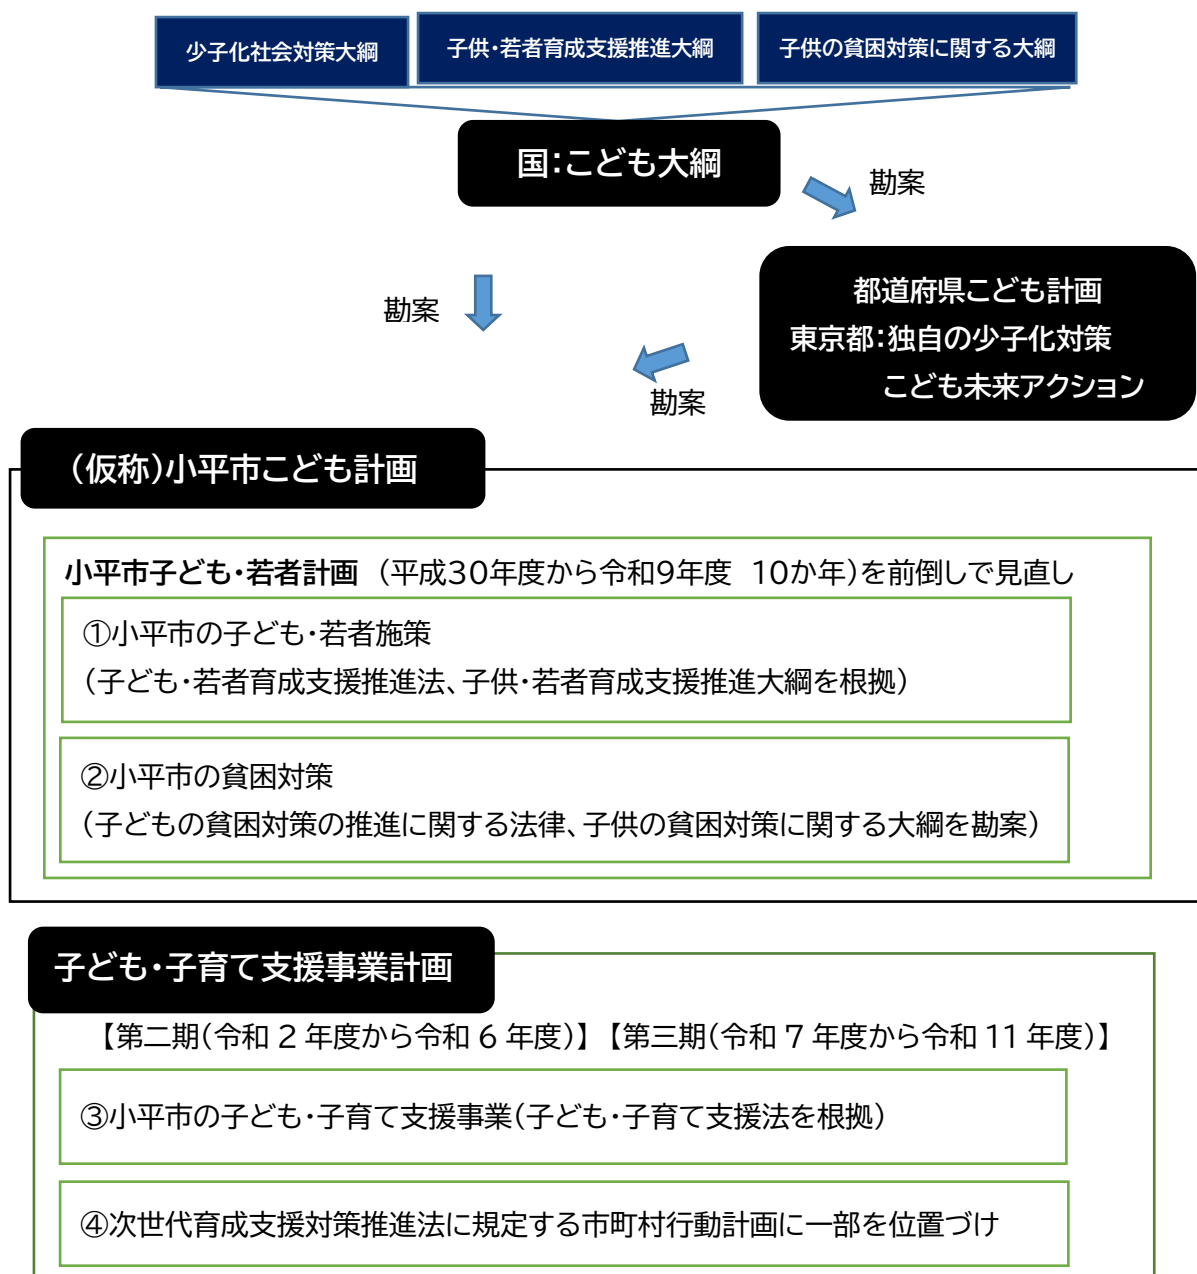 少子化社会対策大綱
子供・若者育成支援推進大綱
子供の貧困対策に関する大綱
国：こども大綱
勘案
都道府県こども計画
東京都：独自の少子化対策
こども未来アクション
勘案
勘案
（仮称）小平市こども計画
小平市子ども・若者計画 （平成30年度から令和9年度 10か年）を前倒しで見直し
①小平市の子ども・若者施策
（子ども・若者育成支援推進法、子供・若者育成支援推進大綱を根拠）
②小平市の貧困対策
（子どもの貧困対策の推進に関する法律、子供の貧困対策に関する大綱を勘案）
子ども・子育て支援事業計画
【第二期（令和２年度から令和６年度）】【第三期（令和７年度から令和11年度）】
③小平市の子ども・子育て支援事業（子ども・子育て支援法を根拠）
④次世代育成支援対策推進法に規定する市町村行動計画に一部を位置づけ